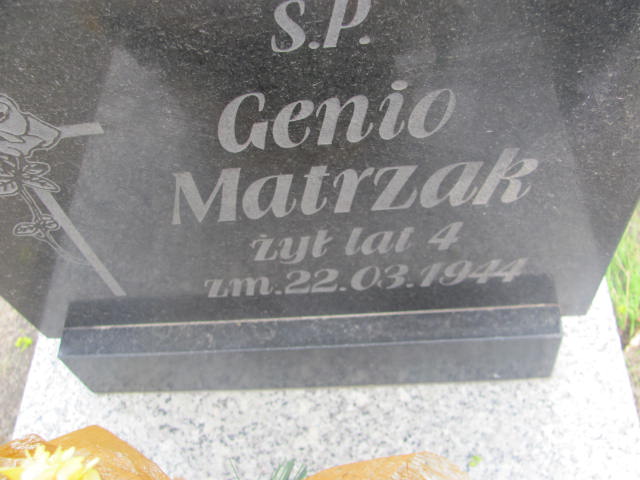 S.P.
Genio
Matrzak
żył lat 4
zm.22.03.1944